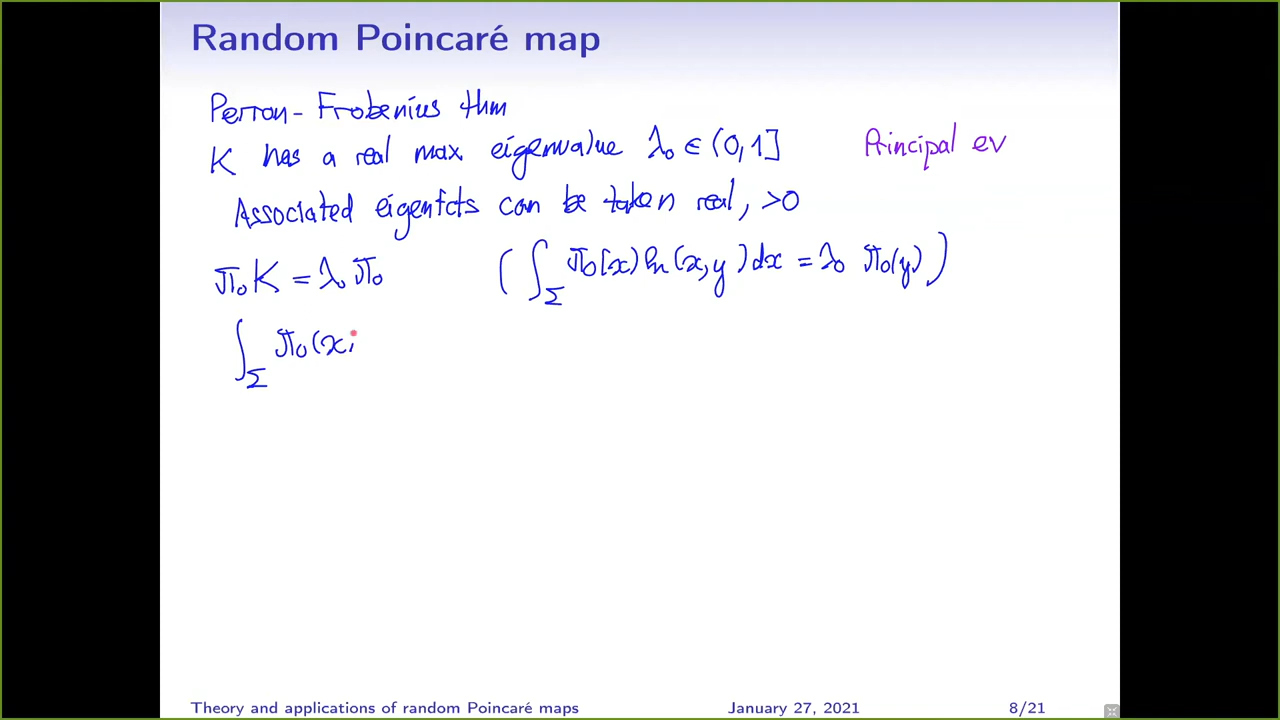 Random Poincaré map
Perron-Frobenius thm
K has a real max eigenvalue λ₀ ∈ (0,1] Principal ev
Associated eigenfcts can be taken real, >0
π₀K = λ₀π₀ (∫_Σ π₀(x)k(x,y)dx = λ₀ π₀(y))
∫_Σ π₀(x
Theory and applications of random Poincaré maps January 27, 2021 8/21